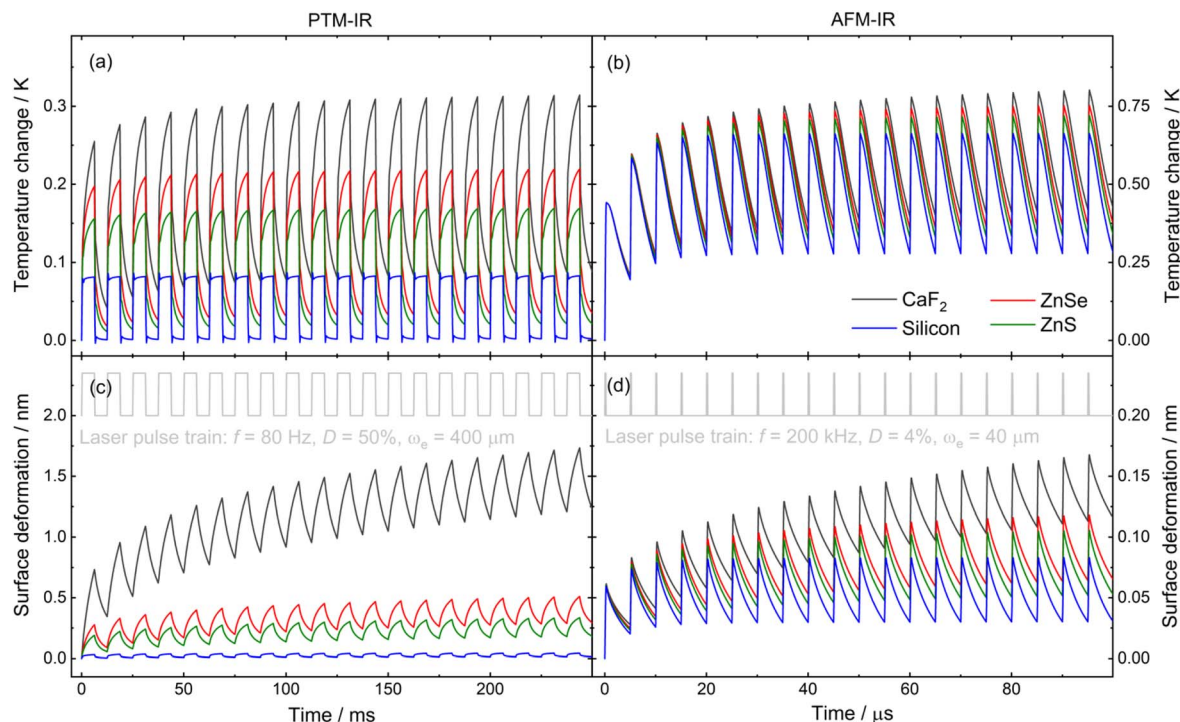 PTM-IR
AFM-IR
(a)
(b)
Temperature change / K
0.3
0.2
0.1
0.0
0.75
0.50
0.25
0.00
Temperature change / K
CaF₂
ZnSe
Silicon
ZnS
(c)
(d)
Surface deformation / nm
2.0
1.5
1.0
0.5
0.0
Laser pulse train: f = 80 Hz, D = 50%, ωₑ = 400 μm
Laser pulse train: f = 200 kHz, D = 4%, ωₑ = 40 μm
0.20
0.15
0.10
0.05
0.00
Surface deformation / nm
0 50 100 150 200
0 20 40 60 80
Time / ms
Time / μs